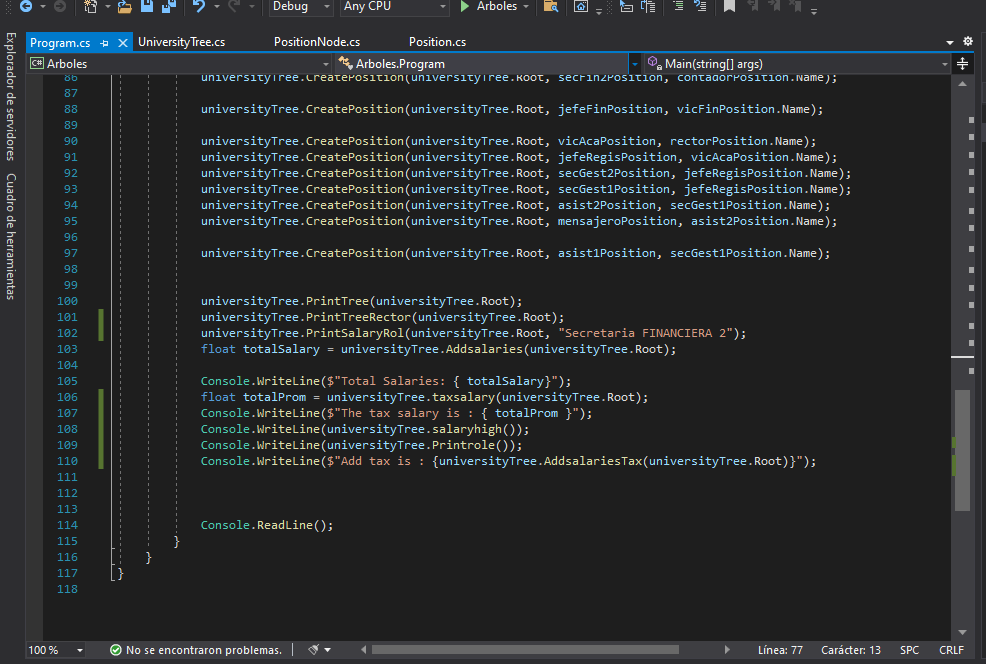 Debug Any CPU Arboles
Program.cs UniversityTree.cs PositionNode.cs Position.cs
C# Arboles Arboles.Program Main(string[] args)
Explorador de servidores
Cuadro de herramientas
86 universityTree.CreatePosition(universityTree.Root, secFin2Position, contadorPosition.Name);
87
88 universityTree.CreatePosition(universityTree.Root, jefeFinPosition, vicFinPosition.Name);
89
90 universityTree.CreatePosition(universityTree.Root, vicAcaPosition, rectorPosition.Name);
91 universityTree.CreatePosition(universityTree.Root, jefeRegisPosition, vicAcaPosition.Name);
92 universityTree.CreatePosition(universityTree.Root, secGest2Position, jefeRegisPosition.Name);
93 universityTree.CreatePosition(universityTree.Root, secGest1Position, jefeRegisPosition.Name);
94 universityTree.CreatePosition(universityTree.Root, asist2Position, secGest1Position.Name);
95 universityTree.CreatePosition(universityTree.Root, mensajeroPosition, asist2Position.Name);
96
97 universityTree.CreatePosition(universityTree.Root, asist1Position, secGest1Position.Name);
98
99
100 universityTree.PrintTree(universityTree.Root);
101 universityTree.PrintTreeRector(universityTree.Root);
102 universityTree.PrintSalaryRol(universityTree.Root, "Secretaria FINANCIERA 2");
103 float totalSalary = universityTree.Addsalaries(universityTree.Root);
104
105 Console.WriteLine($"Total Salaries: { totalSalary}");
106 float totalProm = universityTree.taxsalary(universityTree.Root);
107 Console.WriteLine($"The tax salary is : { totalProm }");
108 Console.WriteLine(universityTree.salaryhigh());
109 Console.WriteLine(universityTree.Printrole());
110 Console.WriteLine($"Add tax is : {universityTree.AddsalariesTax(universityTree.Root)}");
111
112
113
114 Console.ReadLine();
115 }
116 }
117 }
118
100 % No se encontraron problemas. Línea: 77 Carácter: 13 SPC CRLF